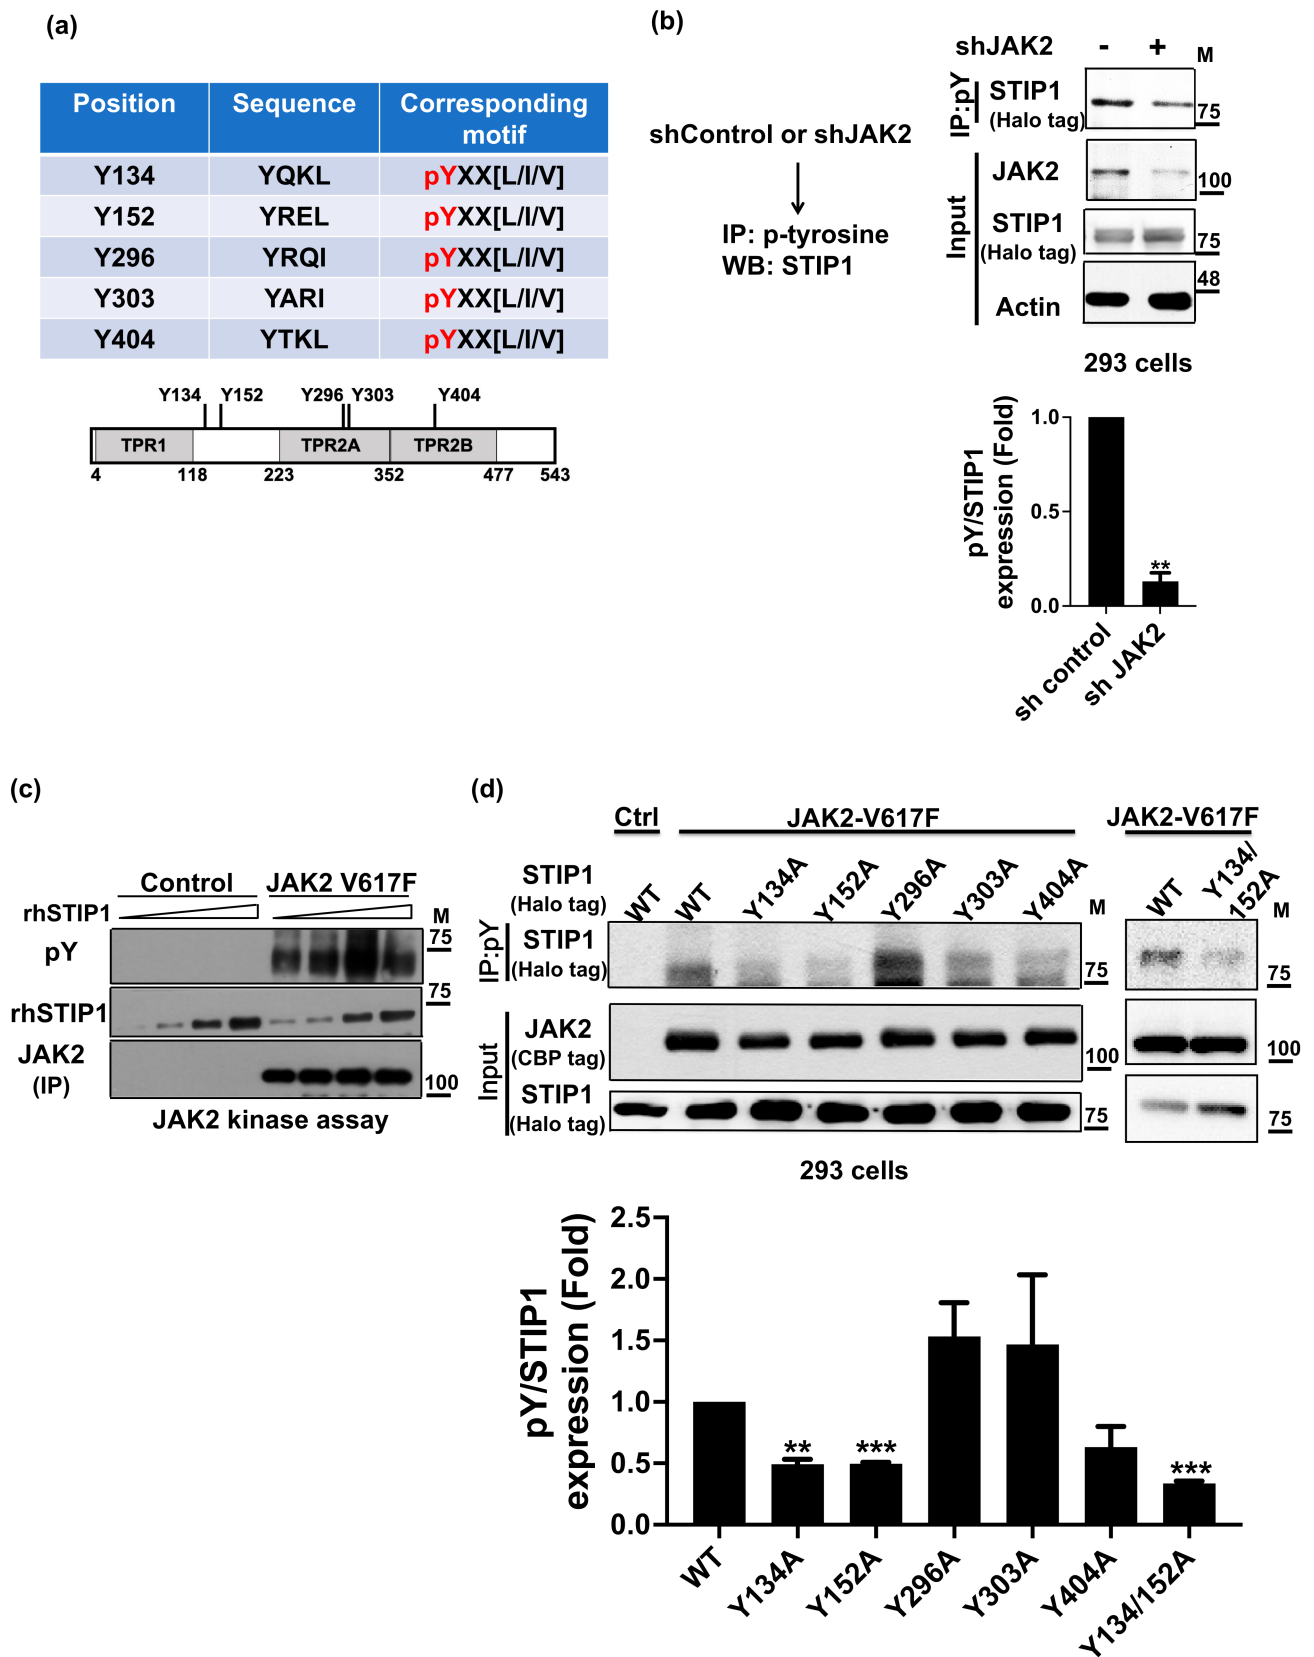 (a)
Position Sequence Corresponding
motif
Y134 YQKL pYXX[L/I/V]
Y152 YREL pYXX[L/I/V]
Y296 YRQI pYXX[L/I/V]
Y303 YARI pYXX[L/I/V]
Y404 YTKL pYXX[L/I/V]
Y134 Y152 Y296 Y303 Y404
TPR1 TPR2A TPR2B
4 118 223 352 477 543
(b)
shControl or shJAK2
IP: p-tyrosine
WB: STIP1
shJAK2 - + M
IP:pY
STIP1
(Halo tag)
75
Input
JAK2
100
STIP1
(Halo tag)
75
48
Actin
293 cells
pY/STIP1
expression (Fold)
1.0
0.5
0.0
**
sh control
sh JAK2
(c)
Control JAK2 V617F
rhSTIP1 M
pY 75
rhSTIP1 75
JAK2
(IP)
100
JAK2 kinase assay
(d)
Ctrl JAK2-V617F JAK2-V617F
STIP1
(Halo tag)
WT WT Y134A Y152A Y296A Y303A Y404A M
WT Y134/
152A M
IP:pY
STIP1
(Halo tag)
75 75
Input
JAK2
(CBP tag)
100 100
STIP1
(Halo tag)
75 75
293 cells
pY/STIP1
expression (Fold)
2.5
2.0
1.5
1.0
0.5
0.0
** *** ***
WT Y134A Y152A Y296A Y303A Y404A Y134/152A